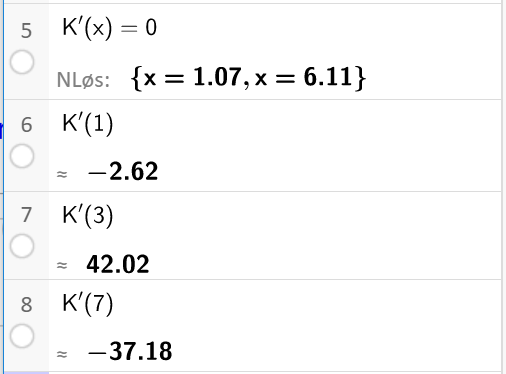 5 K′(x) = 0
NLøs: {x = 1.07, x = 6.11}
6 K′(1)
≈ −2.62
7 K′(3)
≈ 42.02
8 K′(7)
≈ −37.18